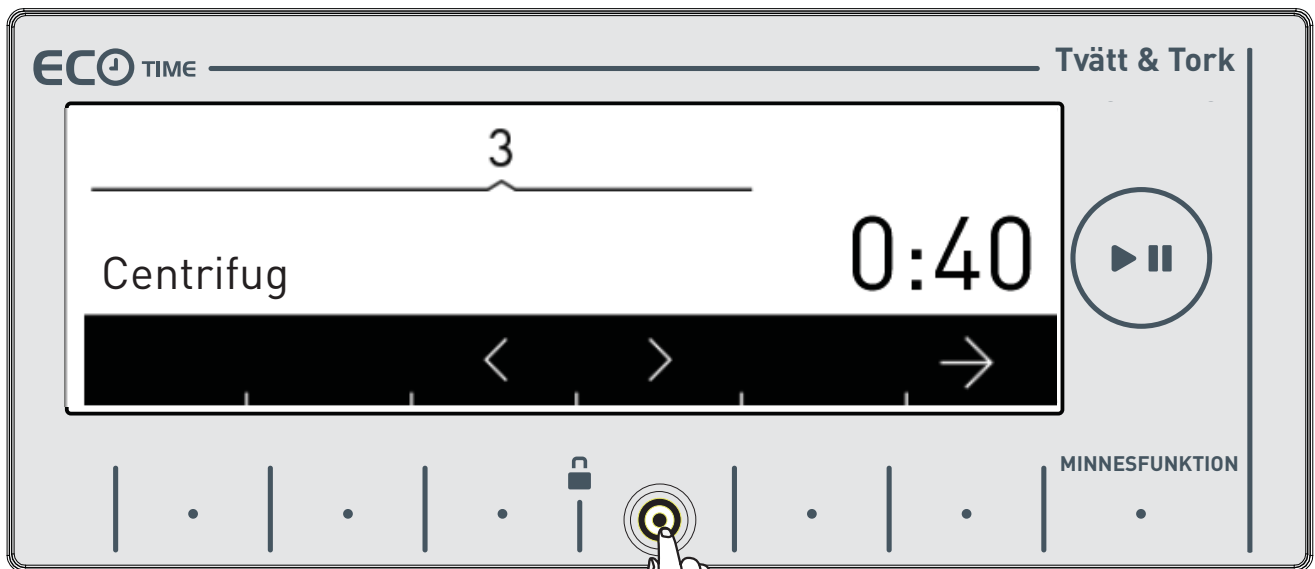 ECO TIME
Tvätt & Tork
3
Centrifug
0:40
MINNESFUNKTION